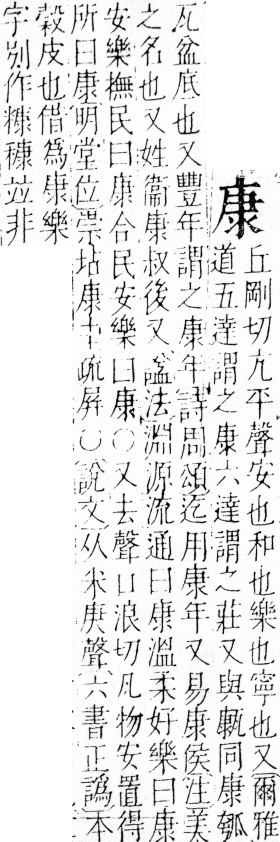 康
丘剛切亢平聲安也和也樂也寧也又爾雅
道五達謂之康六達謂之莊又與㼹同康瓠
瓦盆底也又豐年謂之康年詩周頌迄用康年又易康侯注美
之名也又姓衞康叔後又謚法淵源流通曰康溫柔好樂曰康
安樂撫民曰康合民安樂曰康○又去聲口浪切凡物安置得
所曰康明堂位崇坫康圭疏屛○說文从米庚聲六書正譌本
穀皮也借爲康樂
字別作糠穅竝非